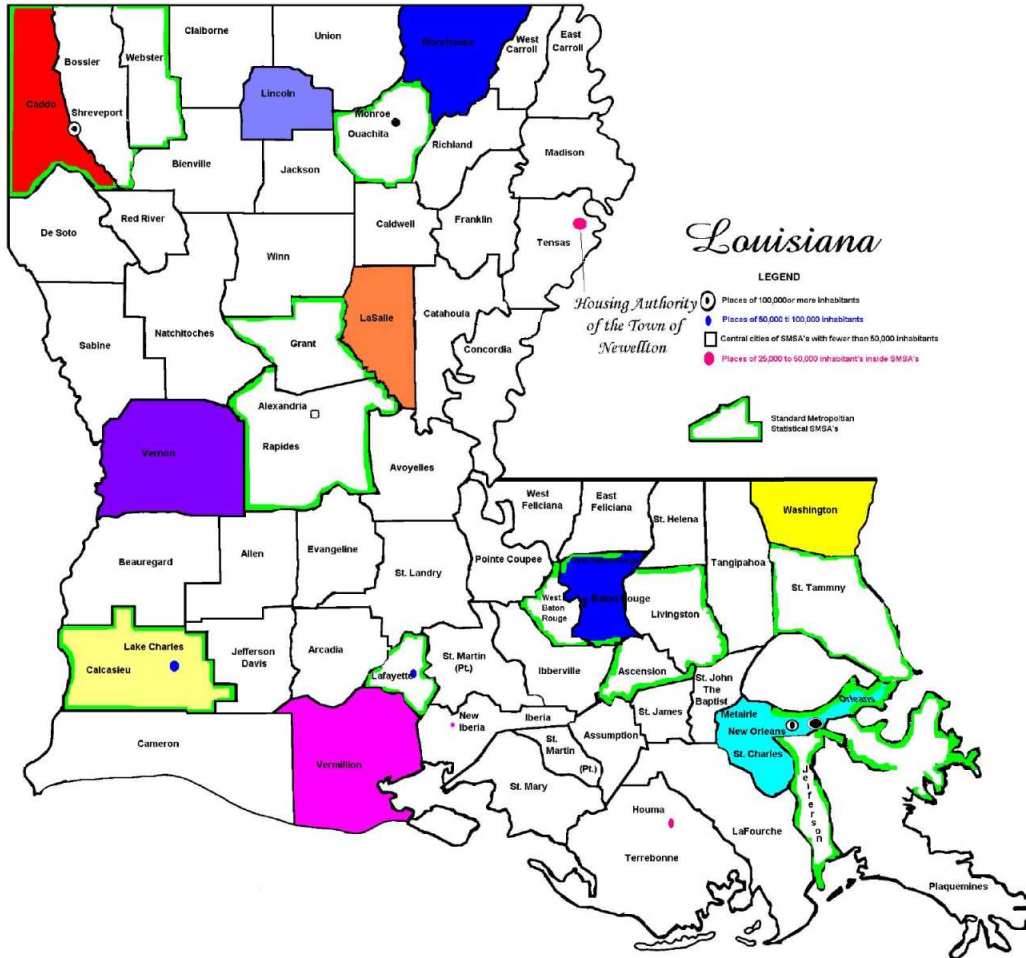 Claiborne
Union
West
Carroll
East
Carroll
Morehouse
Bossier
Webster
Caddo
Shreveport
Lincoln
Monroe
Ouachita
Richland
Madison
Bienville
Jackson
De Soto
Red River
Caldwell
Franklin
Tensas
Winn
Louisiana
LEGEND
Places of 100,000or more inhabitants
Places of 50,000 ti 100,000 inhabitants
Central cities of SMSA's with fewer than 50,000 inhabitants
Places of 25,000 to 50,000 inhabitant's inside SMSA's
Standard Metropoltian
Statistical SMSA's
Housing Authority
of the Town of
Newellton
Natchitoches
Sabine
Grant
LaSalle
Catahoula
Concordia
Alexandria
Rapides
Vernon
Avoyelles
West
Feliciana
East
Feliciana
St. Helena
Washington
Beauregard
Allen
Evangeline
St. Landry
Pointe Coupee
Tangipahoa
St. Tammny
West
Baton
Rouge
Baton Rouge
Livingston
Lake Charles
Calcasieu
Jefferson
Davis
Arcadia
Lafayette
St. Martin
(Pt.)
Ibberville
Ascension
St. John
The
Baptist
Orleans
Metairie
New Orleans
St. Charles
Cameron
Vermillion
New
Iberia
Iberia
St.
Martin
(Pt.)
Assumption
St. James
St. Mary
Jeiferson
Houma
Terrebonne
LaFourche
Plaquemines